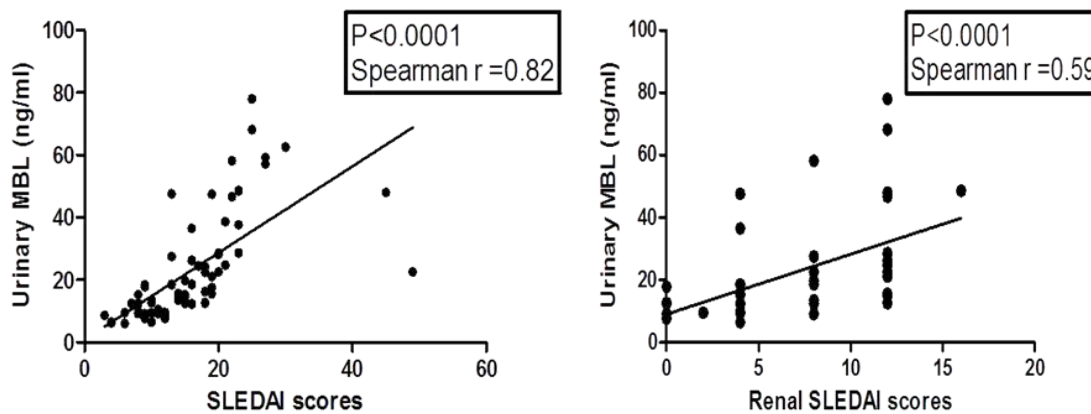 P<0.0001
Spearman r =0.82
Urinary MBL (ng/ml)
100
80
60
40
20
0
0 20 40 60
SLEDAI scores
P<0.0001
Spearman r =0.59
Urinary MBL (ng/ml)
100
80
60
40
20
0
0 5 10 15 20
Renal SLEDAI scores